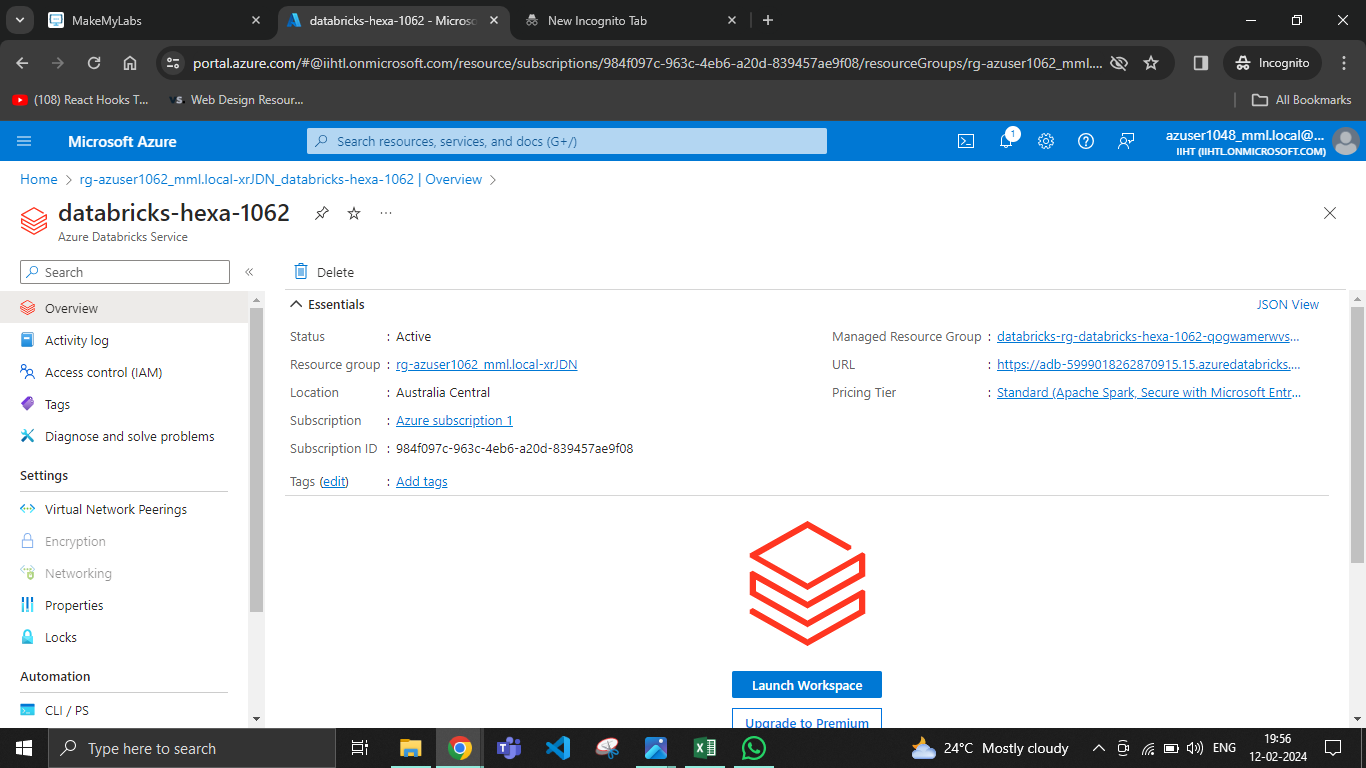 MakeMyLabs
databricks-hexa-1062 - Microso
New Incognito Tab
portal.azure.com/#@iihtl.onmicrosoft.com/resource/subscriptions/984f097c-963c-4eb6-a20d-839457ae9f08/resourceGroups/rg-azuser1062_mml....
Incognito
(108) React Hooks T...
VS.
Web Design Resour...
All Bookmarks
Microsoft Azure
Search resources, services, and docs (G+/)
1
azuser1048_mml.local@...
IIHT (IIHTL.ONMICROSOFT.COM)
Home
rg-azuser1062_mml.local-xrJDN_databricks-hexa-1062 | Overview
databricks-hexa-1062
...
Azure Databricks Service
Search
«
Delete
Overview
Activity log
Access control (IAM)
Tags
Diagnose and solve problems
Settings
Virtual Network Peerings
Encryption
Networking
Properties
Locks
Automation
CLI / PS
Essentials
JSON View
Status : Active
Resource group : rg-azuser1062_mml.local-xrJDN
Location : Australia Central
Subscription : Azure subscription 1
Subscription ID : 984f097c-963c-4eb6-a20d-839457ae9f08
Tags (edit) : Add tags
Managed Resource Group : databricks-rg-databricks-hexa-1062-qogwamerwvs...
URL : https://adb-5999018262870915.15.azuredatabricks....
Pricing Tier : Standard (Apache Spark, Secure with Microsoft Entr...
Launch Workspace
Upgrade to Premium
Type here to search
24°C Mostly cloudy
ENG
19:56
12-02-2024